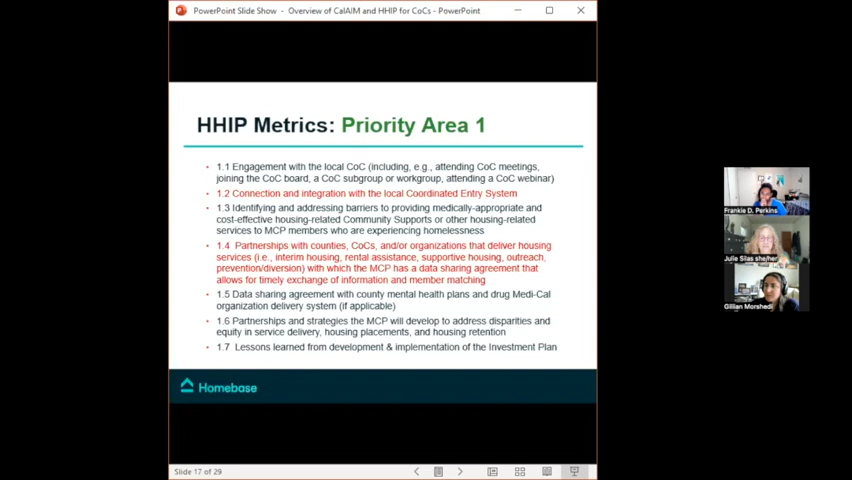 PowerPoint Slide Show - Overview of CalAIM and HHIP for CoCs - PowerPoint
HHIP Metrics: Priority Area 1
• 1.1 Engagement with the local CoC (including, e.g., attending CoC meetings,
joining the CoC board, a CoC subgroup or workgroup, attending a CoC webinar)
• 1.2 Connection and integration with the local Coordinated Entry System
• 1.3 Identifying and addressing barriers to providing medically-appropriate and
cost-effective housing-related Community Supports or other housing-related
services to MCP members who are experiencing homelessness
• 1.4 Partnerships with counties, CoCs, and/or organizations that deliver housing
services (i.e., interim housing, rental assistance, supportive housing, outreach,
prevention/diversion) with which the MCP has a data sharing agreement that
allows for timely exchange of information and member matching
• 1.5 Data sharing agreement with county mental health plans and drug Medi-Cal
organization delivery system (if applicable)
• 1.6 Partnerships and strategies the MCP will develop to address disparities and
equity in service delivery, housing placements, and housing retention
• 1.7 Lessons learned from development & implementation of the Investment Plan
Homebase
Slide 17 of 29
Frankie D. Perkins
Julie Silas she/her
Gillian Morshedi